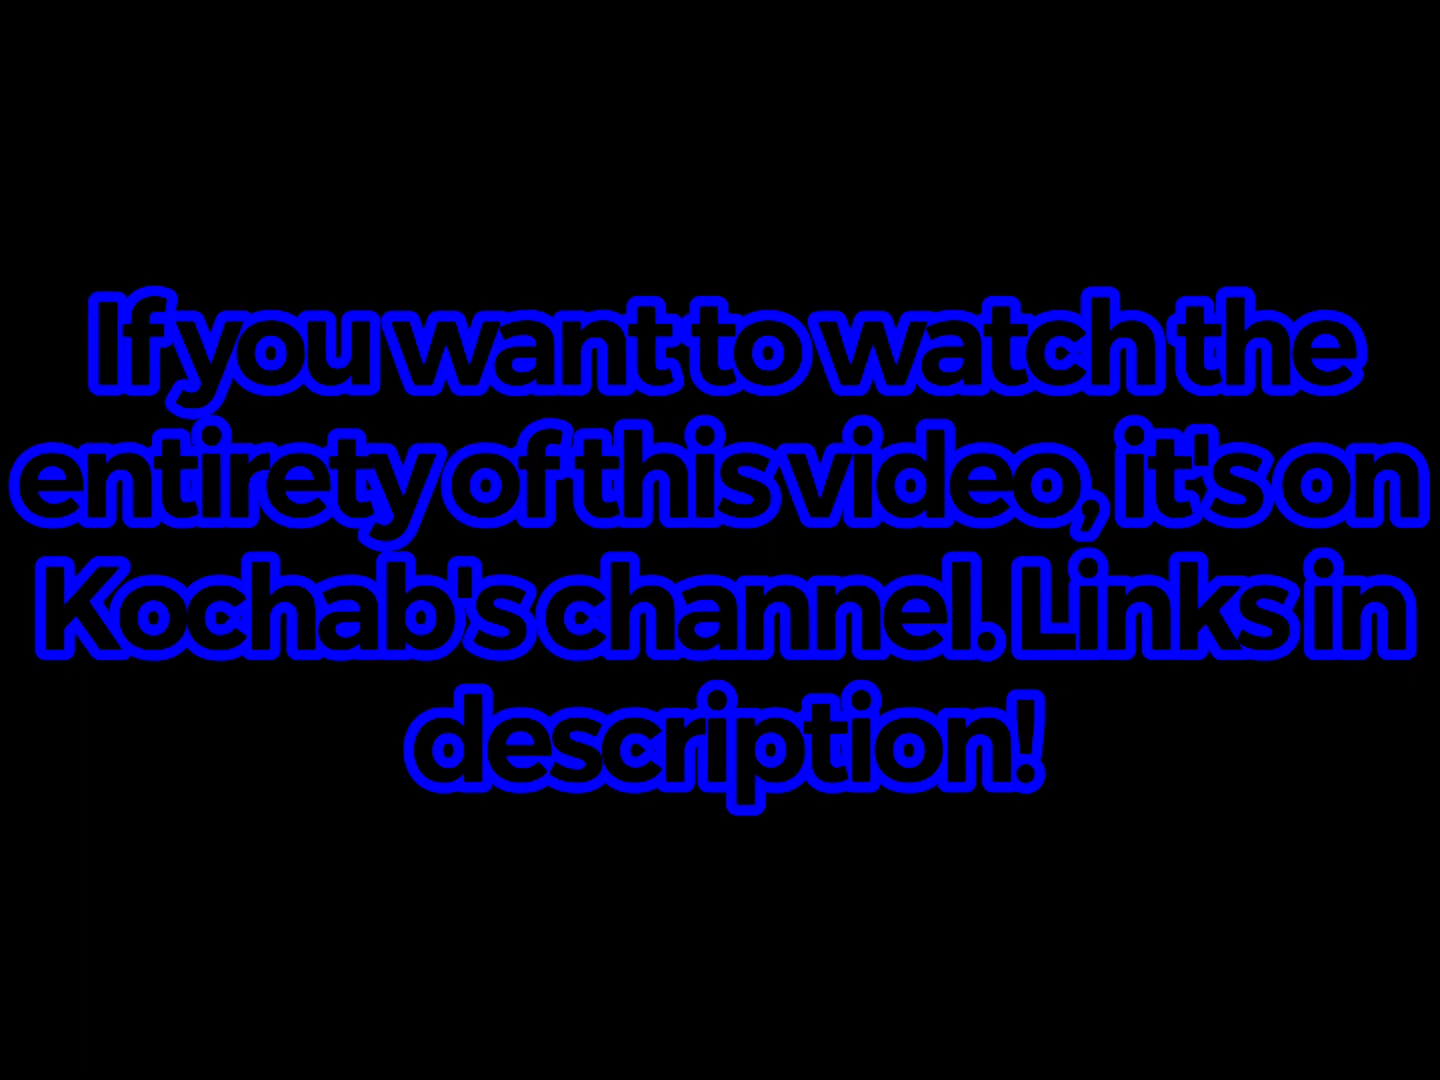 If you want to watch the
entirety of this video, it's on
Kochab's channel. Links in
description!